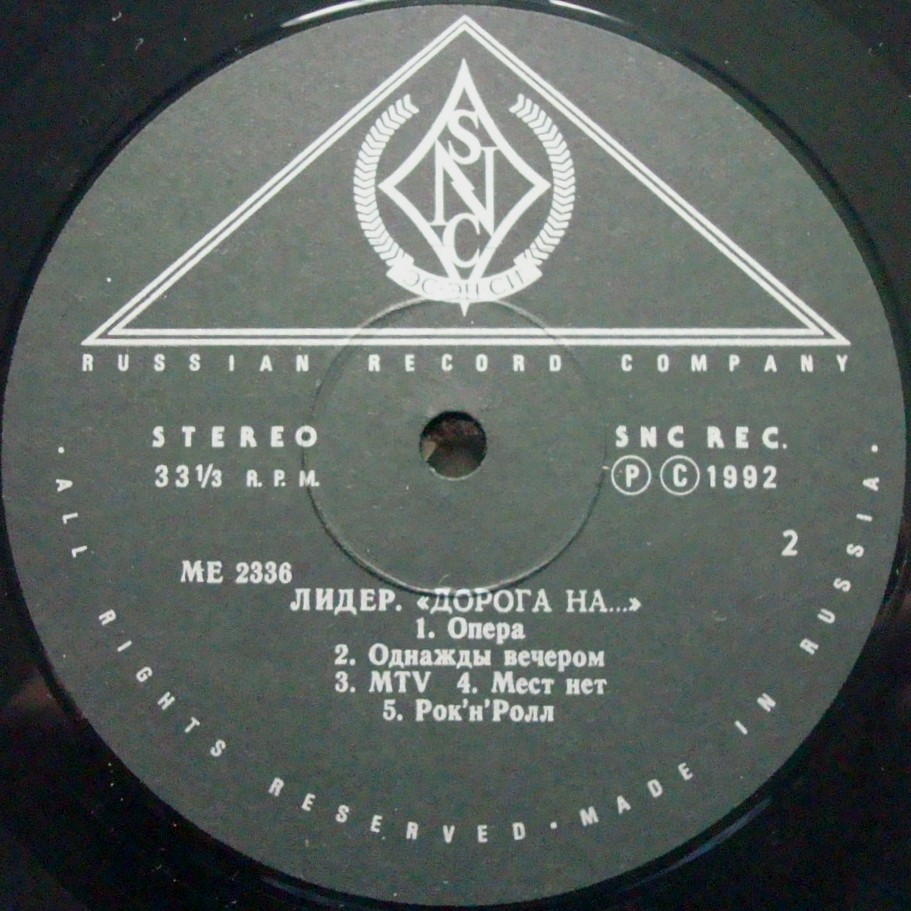 SNC
ЭС ЭН СИ
RUSSIAN RECORD COMPANY
STEREO
33 1/3 R. P. M.
SNC REC.
Ⓟ Ⓒ 1992
2
ME 2336
ЛИДЕР. «ДОРОГА НА...»
1. Опера
2. Однажды вечером
3. MTV 4. Мест нет
5. Рок'н'Ролл
· ALL RIGHTS RESERVED · MADE IN RUSSIA ·